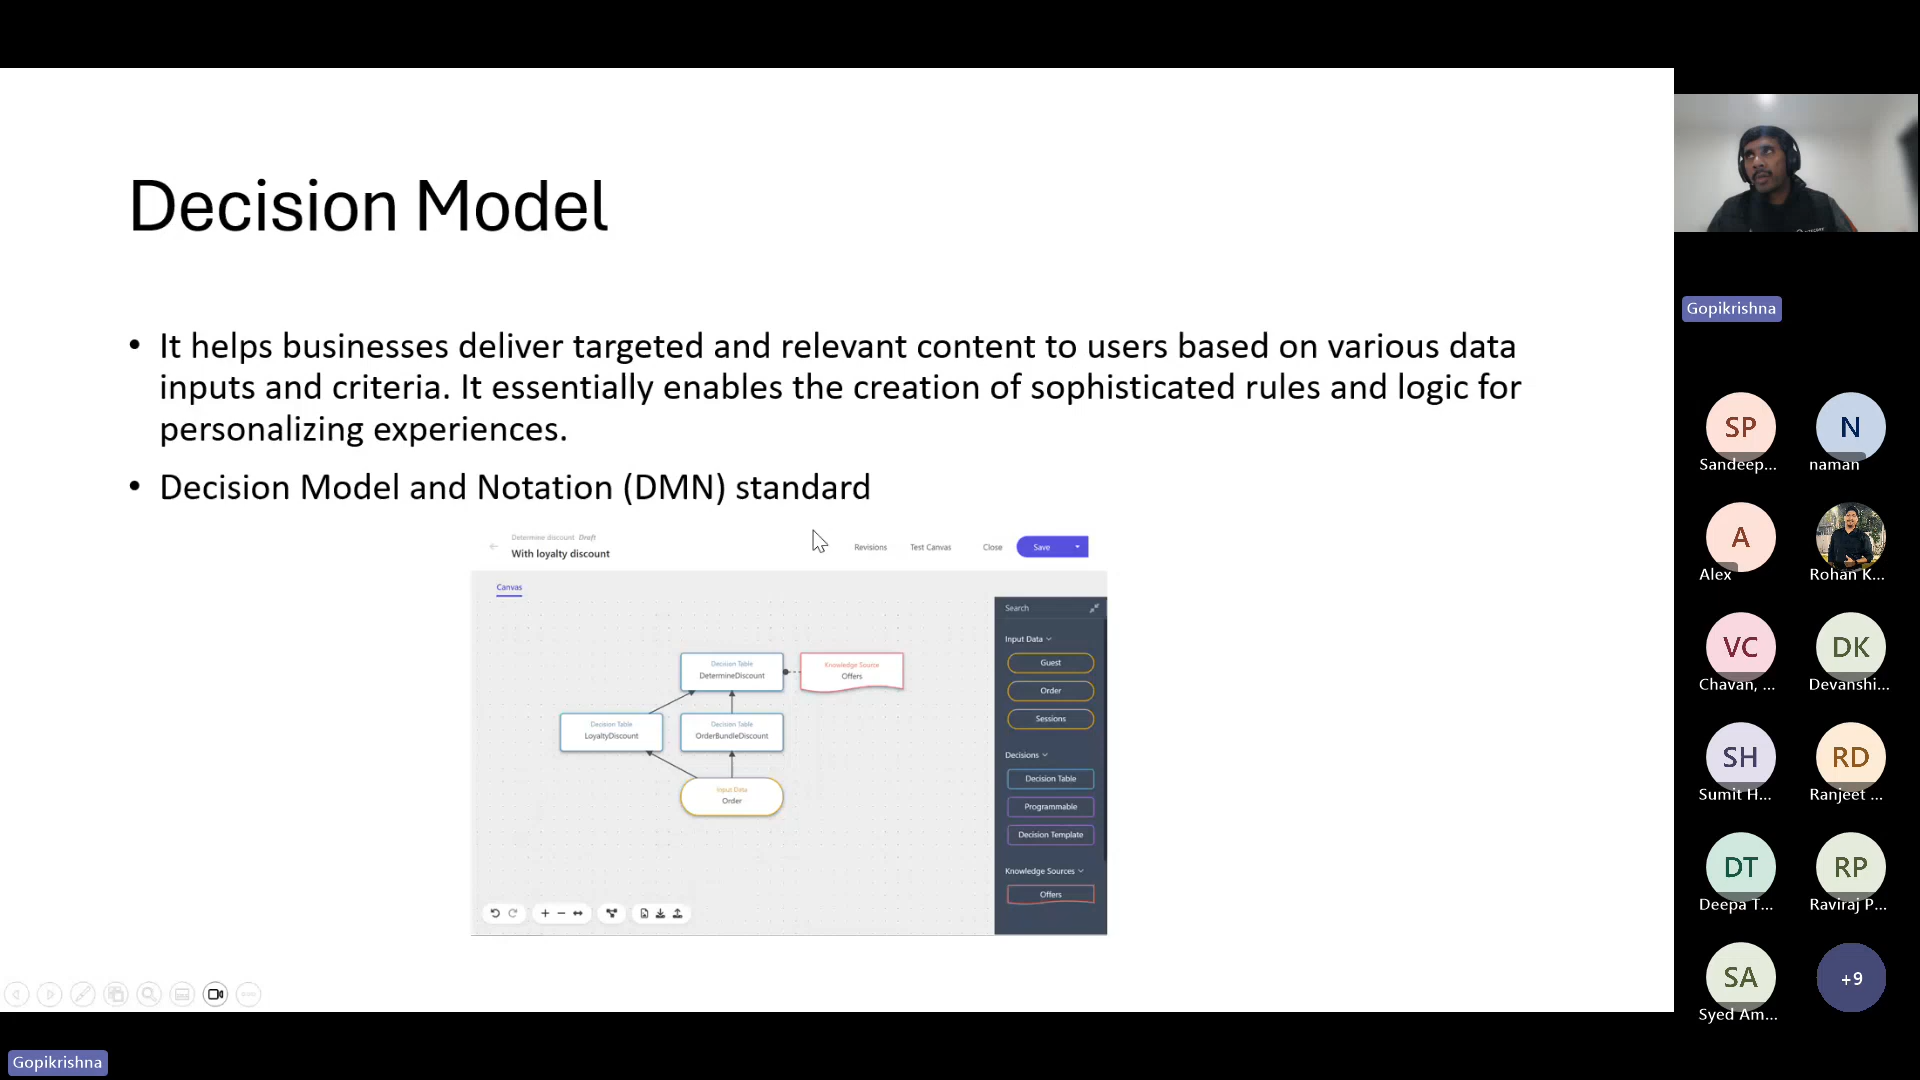 Decision Model
• It helps businesses deliver targeted and relevant content to users based on various data
inputs and criteria. It essentially enables the creation of sophisticated rules and logic for
personalizing experiences.
• Decision Model and Notation (DMN) standard
Determine discount Draft
With loyalty discount
Revisions
Test Canvas
Close
Save
Canvas
Decision Table
DetermineDiscount
Knowledge Source
Offers
Decision Table
LoyaltyDiscount
Decision Table
OrderBundleDiscount
Input Data
Order
Search
Input Data
Guest
Order
Sessions
Decisions
Decision Table
Programmable
Decision Template
Knowledge Sources
Offers
Gopikrishna
SP
Sandeep...
N
naman
A
Alex
Rohan K...
VC
Chavan, ...
DK
Devanshi...
SH
Sumit H...
RD
Ranjeet ...
DT
Deepa T...
RP
Raviraj P...
SA
Syed Am...
+9
Gopikrishna